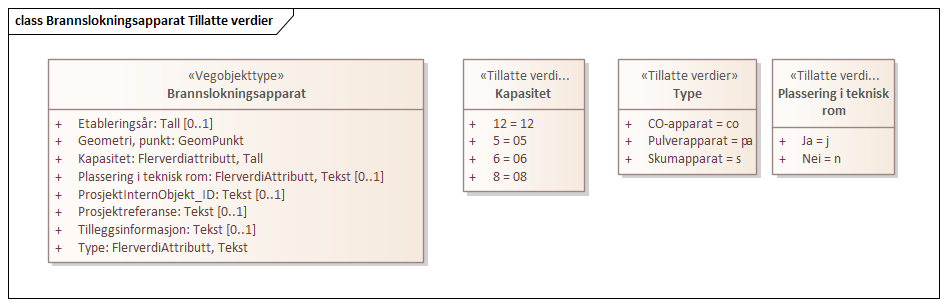 class Brannslokningsapparat Tillatte verdier
«Vegobjekttype»
Brannslokningsapparat
+ Etableringsår: Tall [0..1]
+ Geometri, punkt: GeomPunkt
+ Kapasitet: Flerverdiattributt, Tall
+ Plassering i teknisk rom: FlerverdiAttributt, Tekst [0..1]
+ ProsjektInternObjekt_ID: Tekst [0..1]
+ Prosjektreferanse: Tekst [0..1]
+ Tilleggsinformasjon: Tekst [0..1]
+ Type: FlerverdiAttributt, Tekst
«Tillatte verdi...
Kapasitet
+ 12 = 12
+ 5 = 05
+ 6 = 06
+ 8 = 08
«Tillatte verdier»
Type
+ CO-apparat = co
+ Pulverapparat = pa
+ Skumapparat = s
«Tillatte verdi...
Plassering i teknisk
rom
+ Ja = j
+ Nei = n